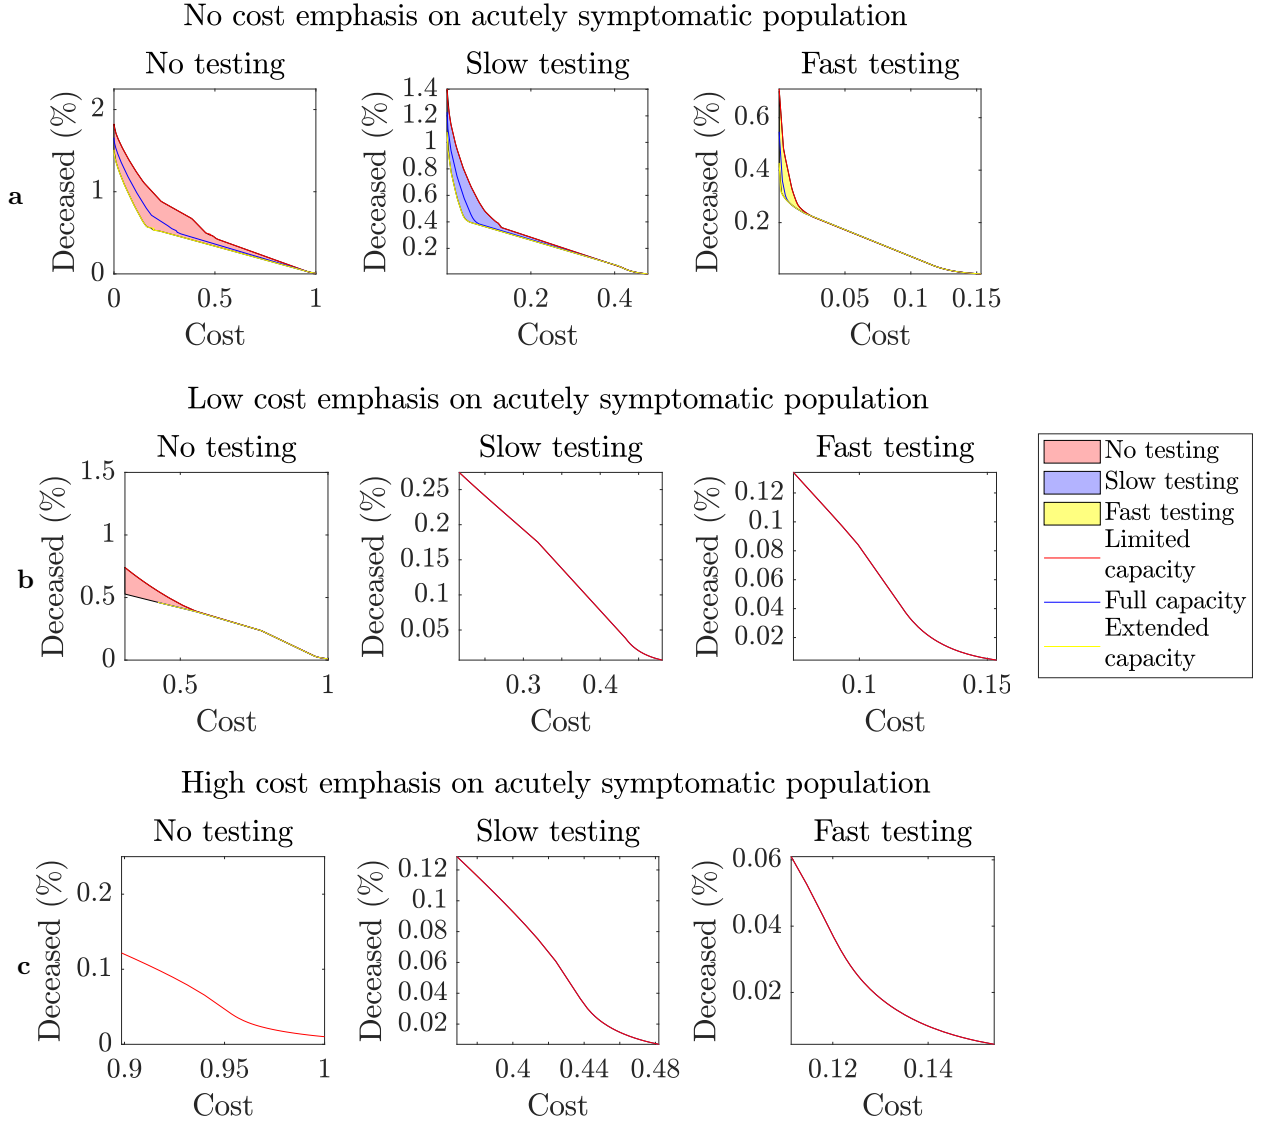 No cost emphasis on acutely symptomatic population
No testing
Slow testing
Fast testing
a
Deceased (%)
2
1
0
0 0.5 1
Cost
Deceased (%)
1.4
1.2
1
0.8
0.6
0.4
0.2
0.2 0.4
Cost
Deceased (%)
0.6
0.4
0.2
0.05 0.1 0.15
Cost
Low cost emphasis on acutely symptomatic population
No testing
Slow testing
Fast testing
b
Deceased (%)
1.5
1
0.5
0
0.5 1
Cost
Deceased (%)
0.25
0.2
0.15
0.1
0.05
0.3 0.4
Cost
Deceased (%)
0.12
0.1
0.08
0.06
0.04
0.02
0.1 0.15
Cost
No testing
Slow testing
Fast testing
Limited
capacity
Full capacity
Extended
capacity
High cost emphasis on acutely symptomatic population
No testing
Slow testing
Fast testing
c
Deceased (%)
0.2
0.1
0
0.9 0.95 1
Cost
Deceased (%)
0.12
0.1
0.08
0.06
0.04
0.02
0.4 0.44 0.48
Cost
Deceased (%)
0.06
0.04
0.02
0.12 0.14
Cost